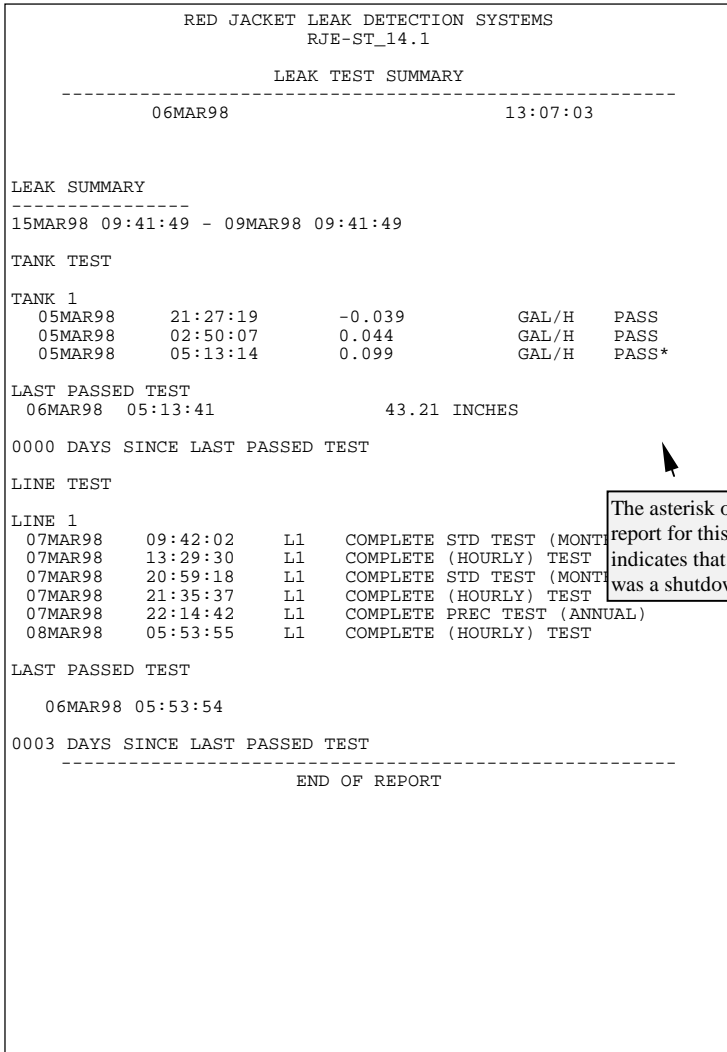 RED JACKET LEAK DETECTION SYSTEMS
RJE-ST_14.1
LEAK TEST SUMMARY
-------------------------------------------------------
06MAR98 13:07:03
LEAK SUMMARY
----------------
15MAR98 09:41:49 - 09MAR98 09:41:49
TANK TEST
TANK 1
05MAR98 21:27:19 -0.039 GAL/H PASS
05MAR98 02:50:07 0.044 GAL/H PASS
05MAR98 05:13:14 0.099 GAL/H PASS*
LAST PASSED TEST
06MAR98 05:13:41 43.21 INCHES
0000 DAYS SINCE LAST PASSED TEST
LINE TEST
LINE 1
07MAR98 09:42:02 L1 COMPLETE STD TEST (MONT
07MAR98 13:29:30 L1 COMPLETE (HOURLY) TEST
07MAR98 20:59:18 L1 COMPLETE STD TEST (MONT
07MAR98 21:35:37 L1 COMPLETE (HOURLY) TEST
07MAR98 22:14:42 L1 COMPLETE PREC TEST (ANNUAL)
08MAR98 05:53:55 L1 COMPLETE (HOURLY) TEST
The asterisk
report for this
indicates that
was a
LAST PASSED TEST
06MAR98 05:53:54
0003 DAYS SINCE LAST PASSED TEST
-------------------------------------------------------
END OF REPORT